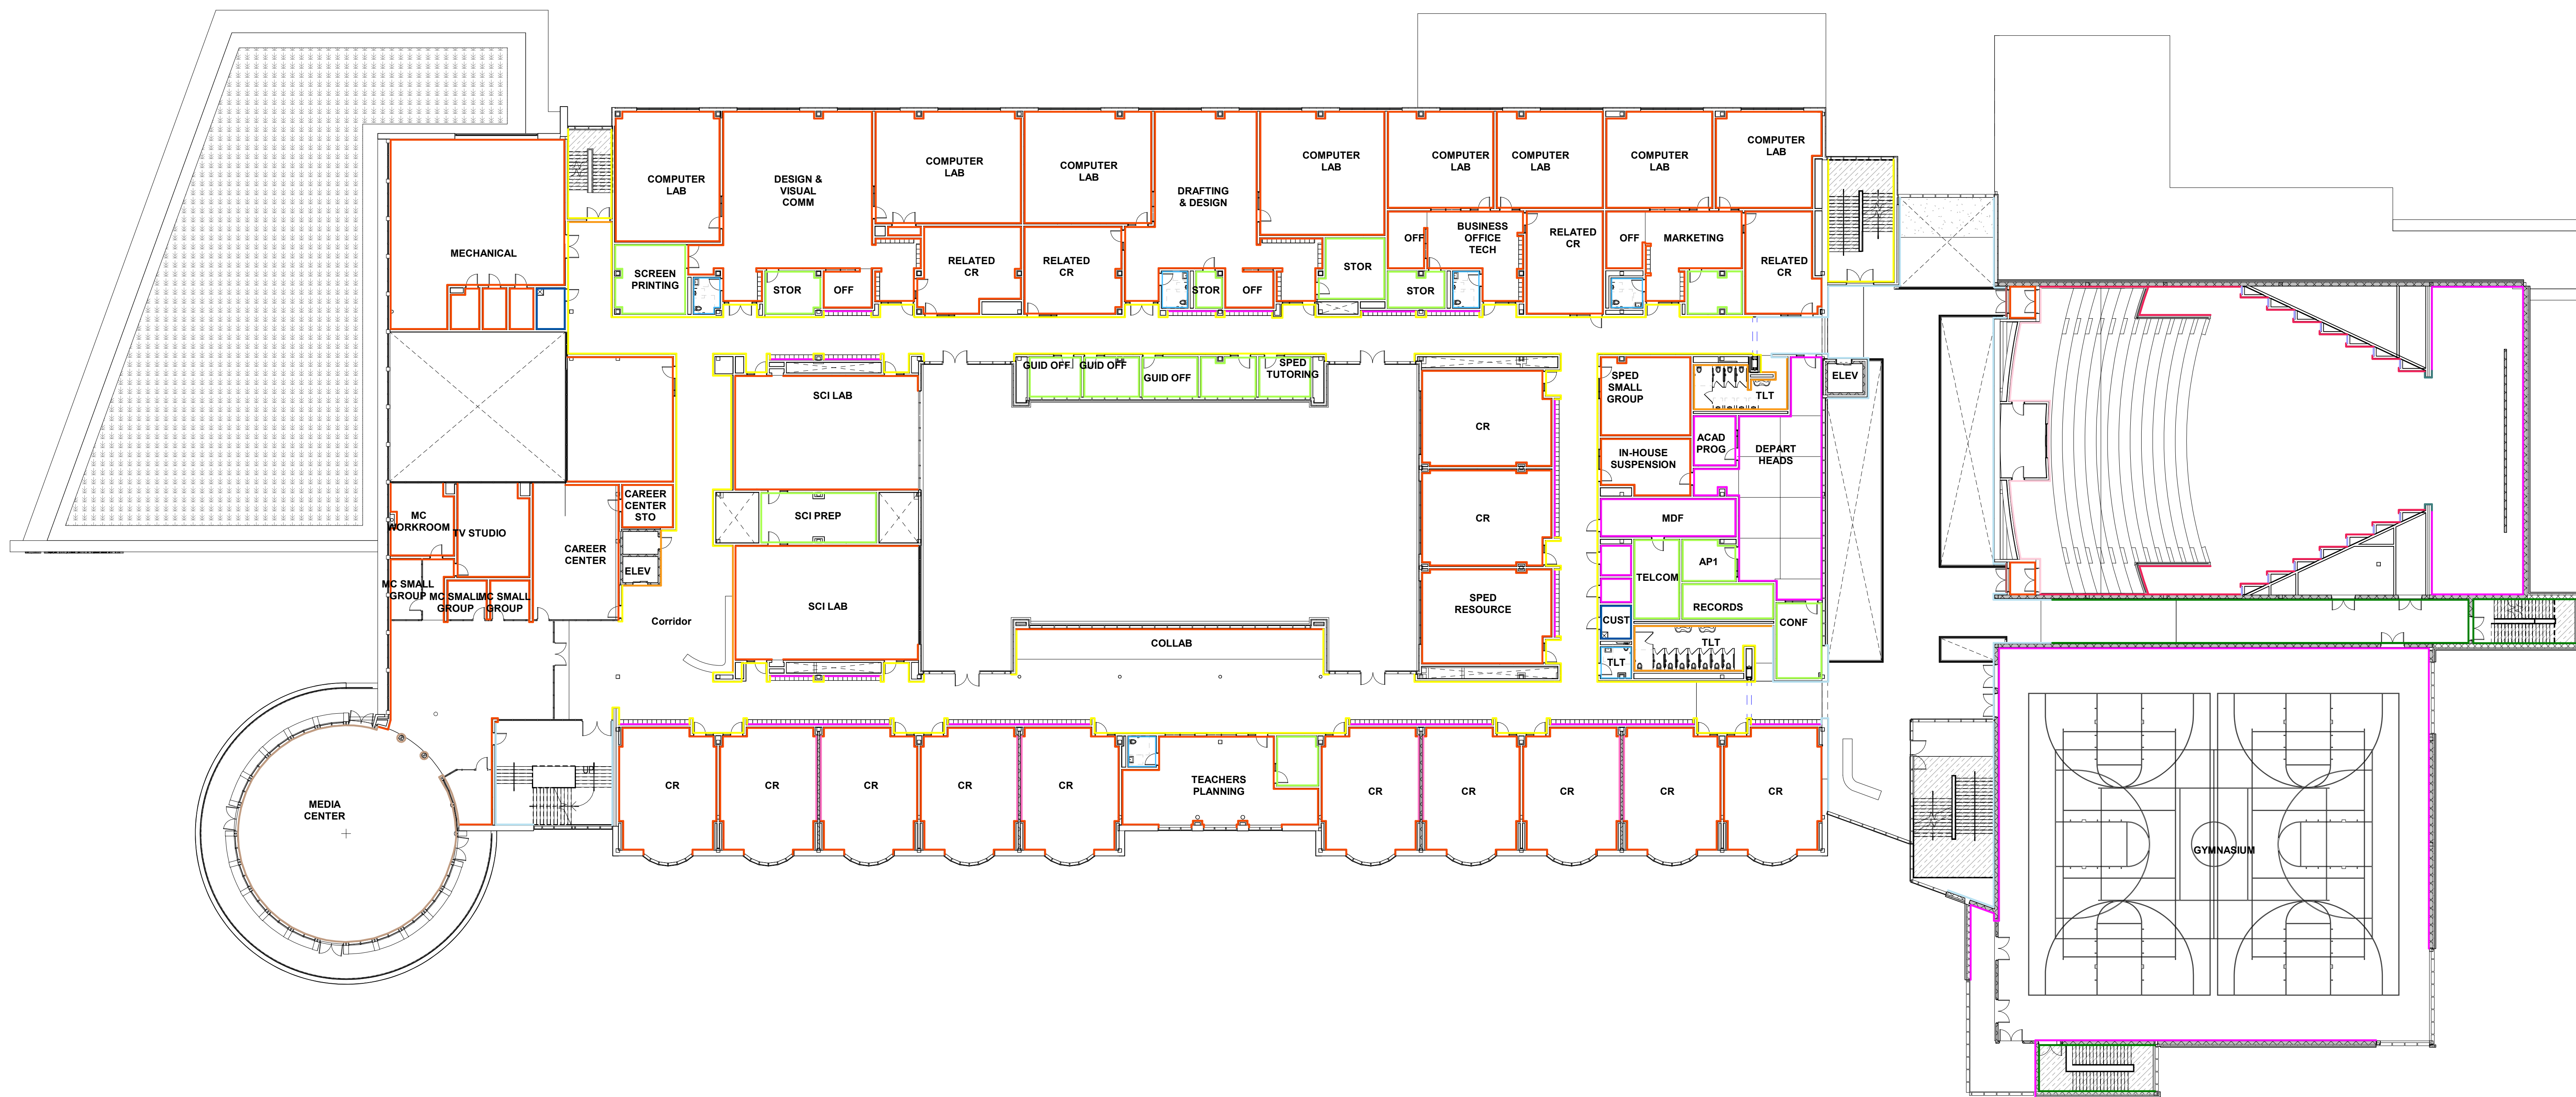 COMPUTER
LAB
DESIGN &
VISUAL
COMM
COMPUTER
LAB
COMPUTER
LAB
DRAFTING
& DESIGN
COMPUTER
LAB
COMPUTER
LAB
COMPUTER
LAB
COMPUTER
LAB
COMPUTER
LAB
MECHANICAL
SCREEN
PRINTING
STOR
OFF
RELATED
CR
RELATED
CR
STOR
OFF
STOR
STOR
OFF
BUSINESS
OFFICE
TECH
RELATED
CR
OFF
MARKETING
RELATED
CR
GUID OFF
GUID OFF
GUID OFF
SPED
TUTORING
SCI LAB
CR
SPED
SMALL
GROUP
TLT
ELEV
ACAD
PROG
DEPART
HEADS
IN-HOUSE
SUSPENSION
CAREER
CENTER
STO
MC
WORKROOM
TV STUDIO
SCI PREP
CR
MDF
CAREER
CENTER
ELEV
AP1
TELCOM
MC SMALL
GROUP
MC SMALL
GROUP
MC SMALL
GROUP
SCI LAB
SPED
RESOURCE
RECORDS
CUST
CONF
Corridor
COLLAB
TLT
TLT
UP
CR
CR
CR
CR
CR
TEACHERS
PLANNING
CR
CR
CR
CR
CR
MEDIA
CENTER
GYMNASIUM